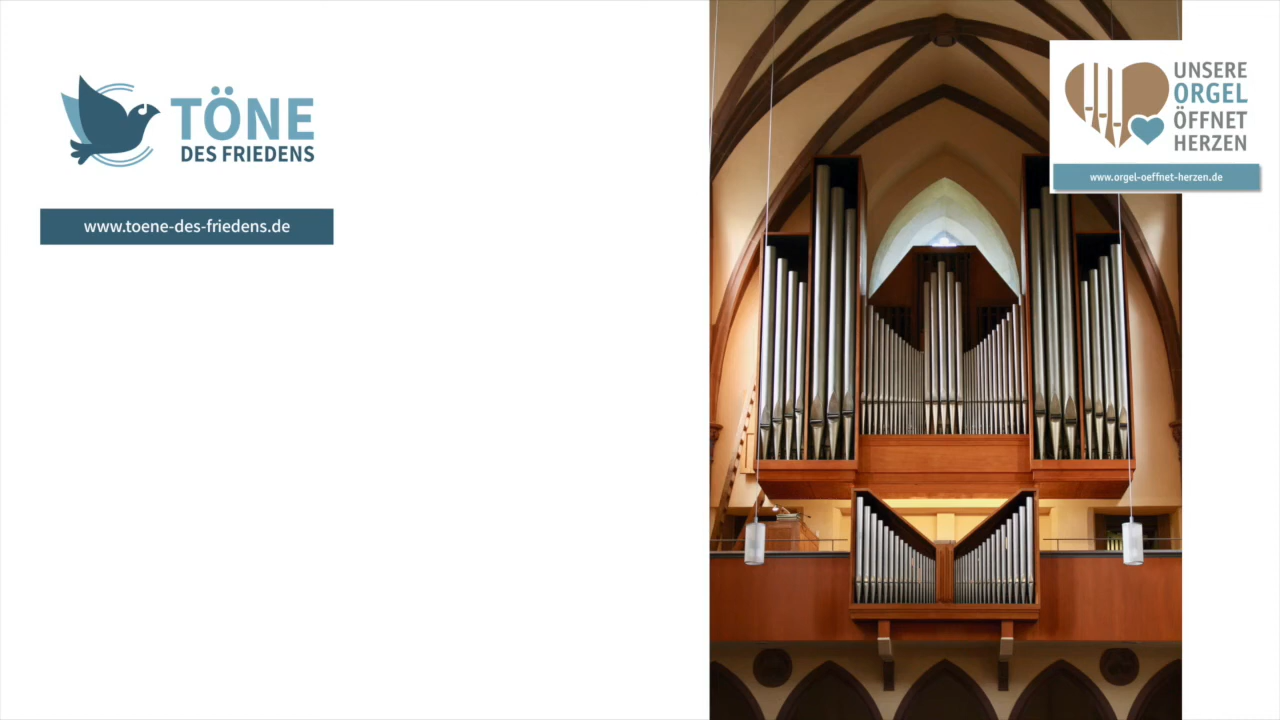 TÖNE
DES FRIEDENS
www.toene-des-friedens.de
UNSERE
ORGEL
ÖFFNET
HERZEN
www.orgel-oeffnet-herzen.de